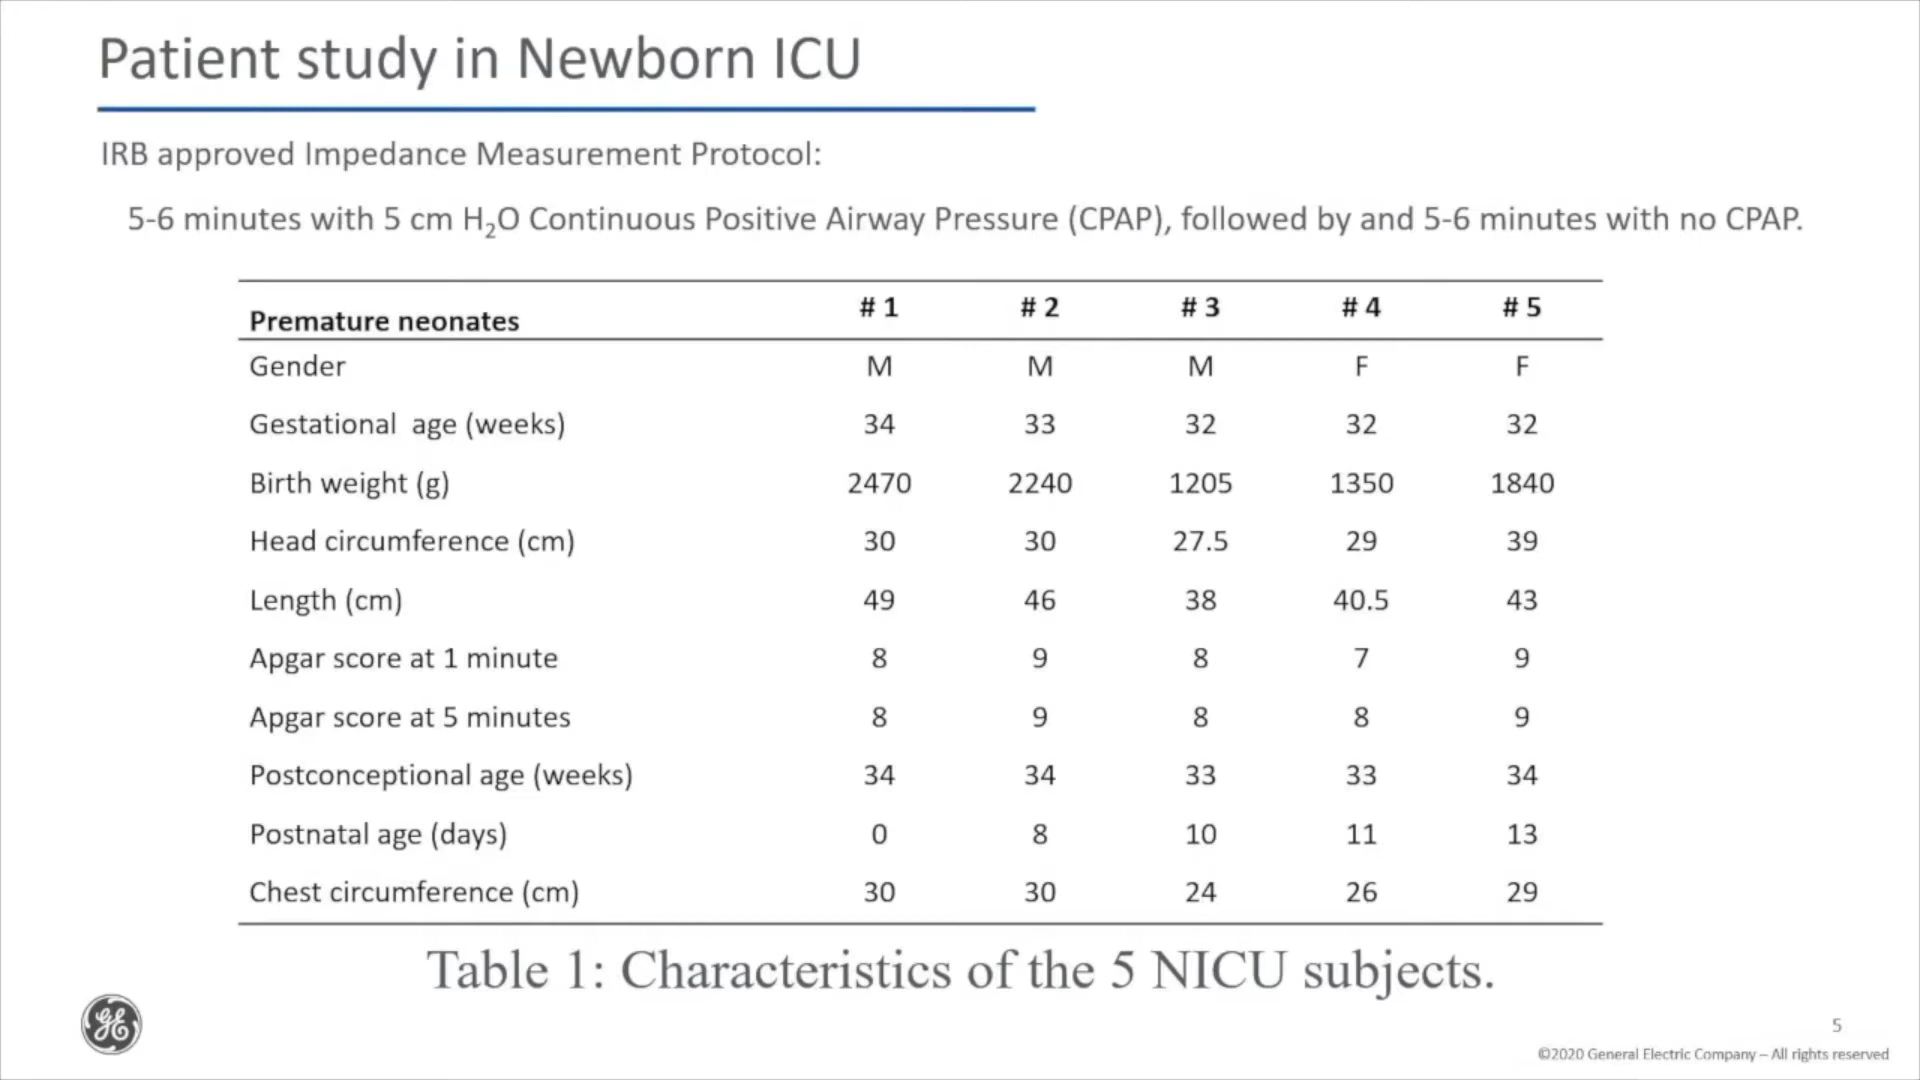 Patient study in Newborn ICU
IRB approved Impedance Measurement Protocol:
5-6 minutes with 5 cm H₂O Continuous Positive Airway Pressure (CPAP), followed by and 5-6 minutes with no CPAP.
Premature neonates # 1 # 2 # 3 # 4 # 5
Gender M M M F F
Gestational age (weeks) 34 33 32 32 32
Birth weight (g) 2470 2240 1205 1350 1840
Head circumference (cm) 30 30 27.5 29 39
Length (cm) 49 46 38 40.5 43
Apgar score at 1 minute 8 9 8 7 9
Apgar score at 5 minutes 8 9 8 8 9
Postconceptional age (weeks) 34 34 33 33 34
Postnatal age (days) 0 8 10 11 13
Chest circumference (cm) 30 30 24 26 29
Table 1: Characteristics of the 5 NICU subjects.
GE
5
©2020 General Electric Company – All rights reserved